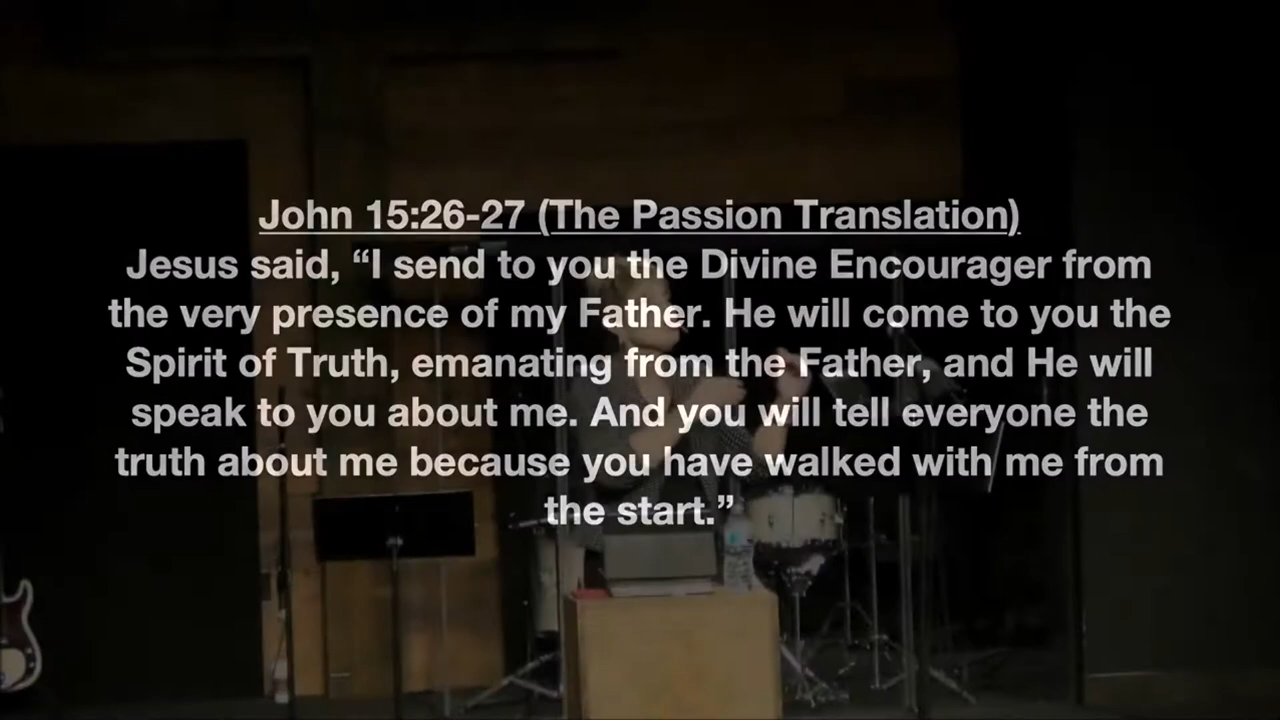 John 15:26-27 (The Passion Translation)
Jesus said, “I send to you the Divine Encourager from
the very presence of my Father. He will come to you the
Spirit of Truth, emanating from the Father, and He will
speak to you about me. And you will tell everyone the
truth about me because you have walked with me from
the start.”